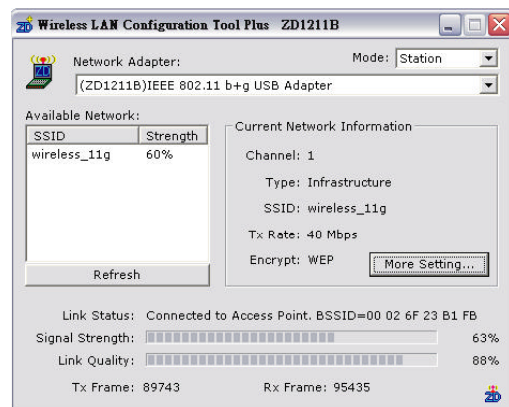 Wireless LAN Configuration Tool Plus ZD1211B
Network Adapter:
Mode: Station
(ZD1211B)IEEE 802.11 b+g USB Adapter
Available Network:
SSID Strength
wireless_11g 60%
Refresh
Current Network Information
Channel: 1
Type: Infrastructure
SSID: wireless_11g
Tx Rate: 40 Mbps
Encrypt: WEP
More Setting...
Link Status: Connected to Access Point. BSSID=00 02 6F 23 B1 FB
Signal Strength: 63%
Link Quality: 88%
Tx Frame: 89743 Rx Frame: 95435